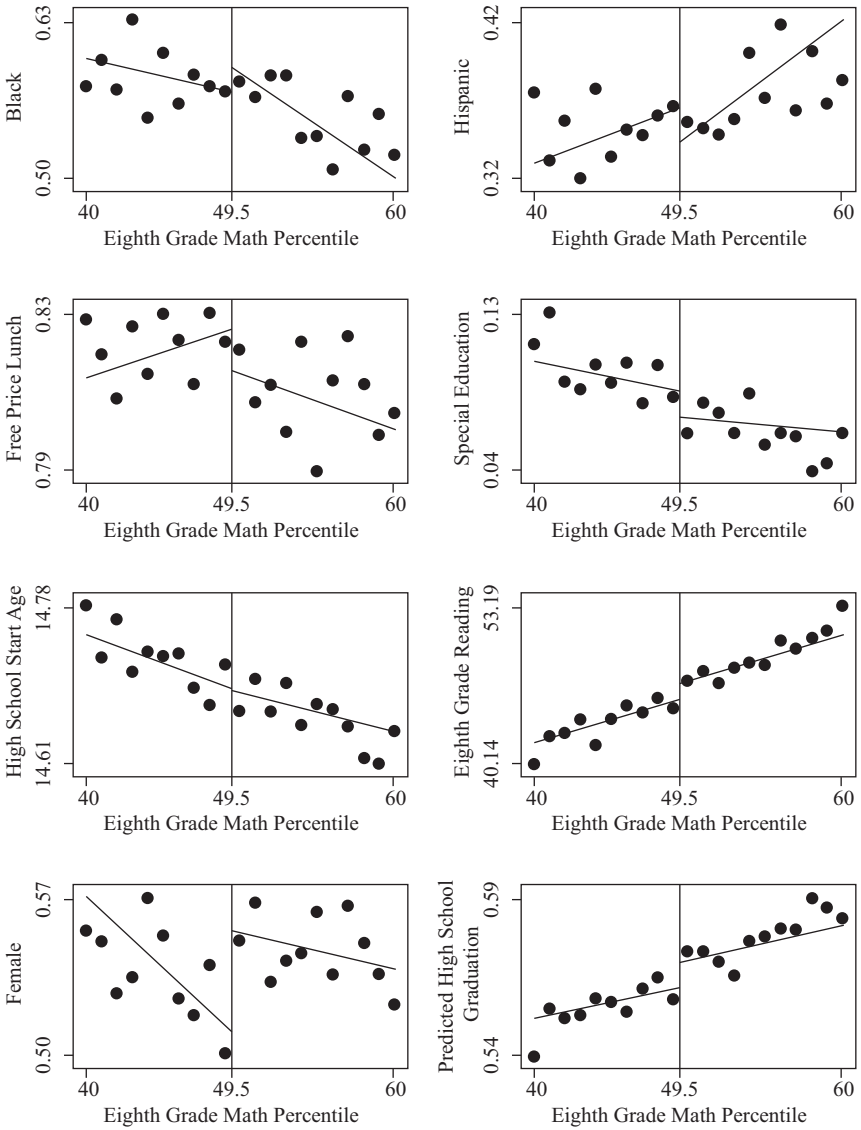 0.63
Black
0.50
40 49.5 60
Eighth Grade Math Percentile
0.42
Hispanic
0.32
40 49.5 60
Eighth Grade Math Percentile
0.83
Free Price Lunch
0.79
40 49.5 60
Eighth Grade Math Percentile
0.13
Special Education
0.04
40 49.5 60
Eighth Grade Math Percentile
14.78
High School Start Age
14.61
40 49.5 60
Eighth Grade Math Percentile
53.19
Eighth Grade Reading
40.14
40 49.5 60
Eighth Grade Math Percentile
0.57
Female
0.50
40 49.5 60
Eighth Grade Math Percentile
0.59
Predicted High School
Graduation
0.54
40 49.5 60
Eighth Grade Math Percentile